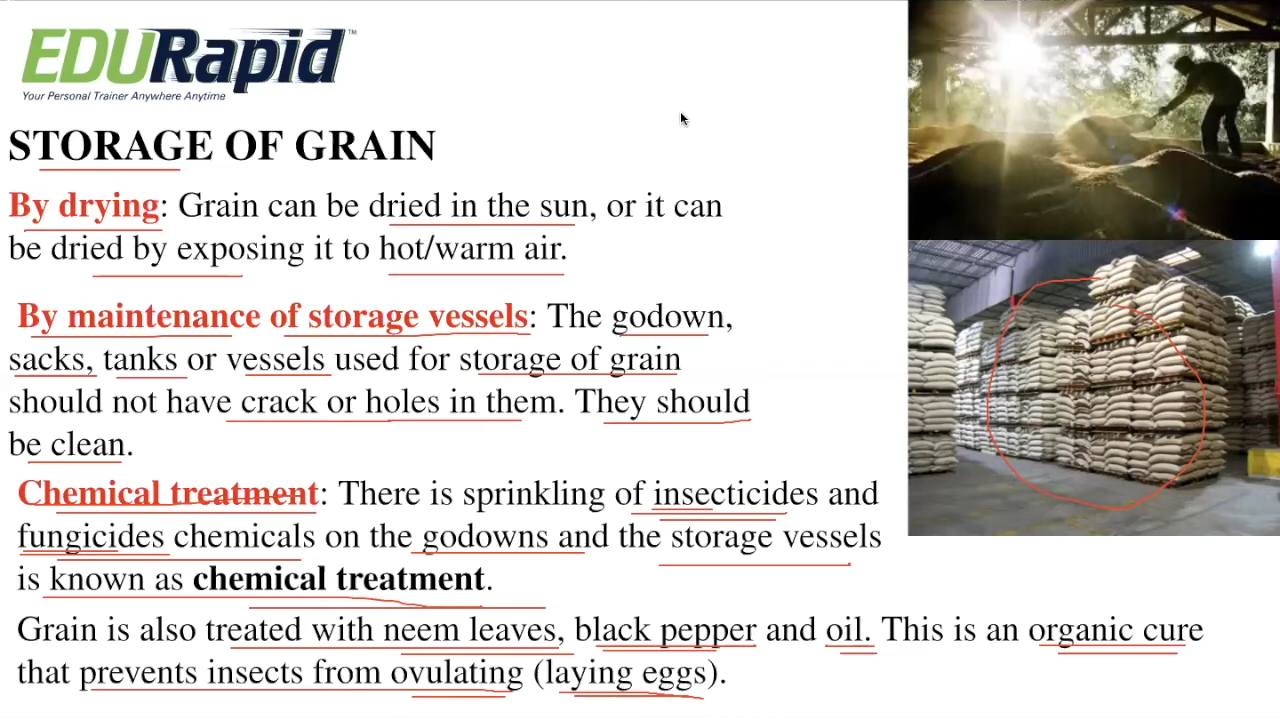 EDURapid™
Your Personal Trainer Anywhere Anytime
STORAGE OF GRAIN
By drying: Grain can be dried in the sun, or it can
be dried by exposing it to hot/warm air.
By maintenance of storage vessels: The godown,
sacks, tanks or vessels used for storage of grain
should not have crack or holes in them. They should
be clean.
Chemical treatment: There is sprinkling of insecticides and
fungicides chemicals on the godowns and the storage vessels
is known as chemical treatment.
Grain is also treated with neem leaves, black pepper and oil. This is an organic cure
that prevents insects from ovulating (laying eggs).